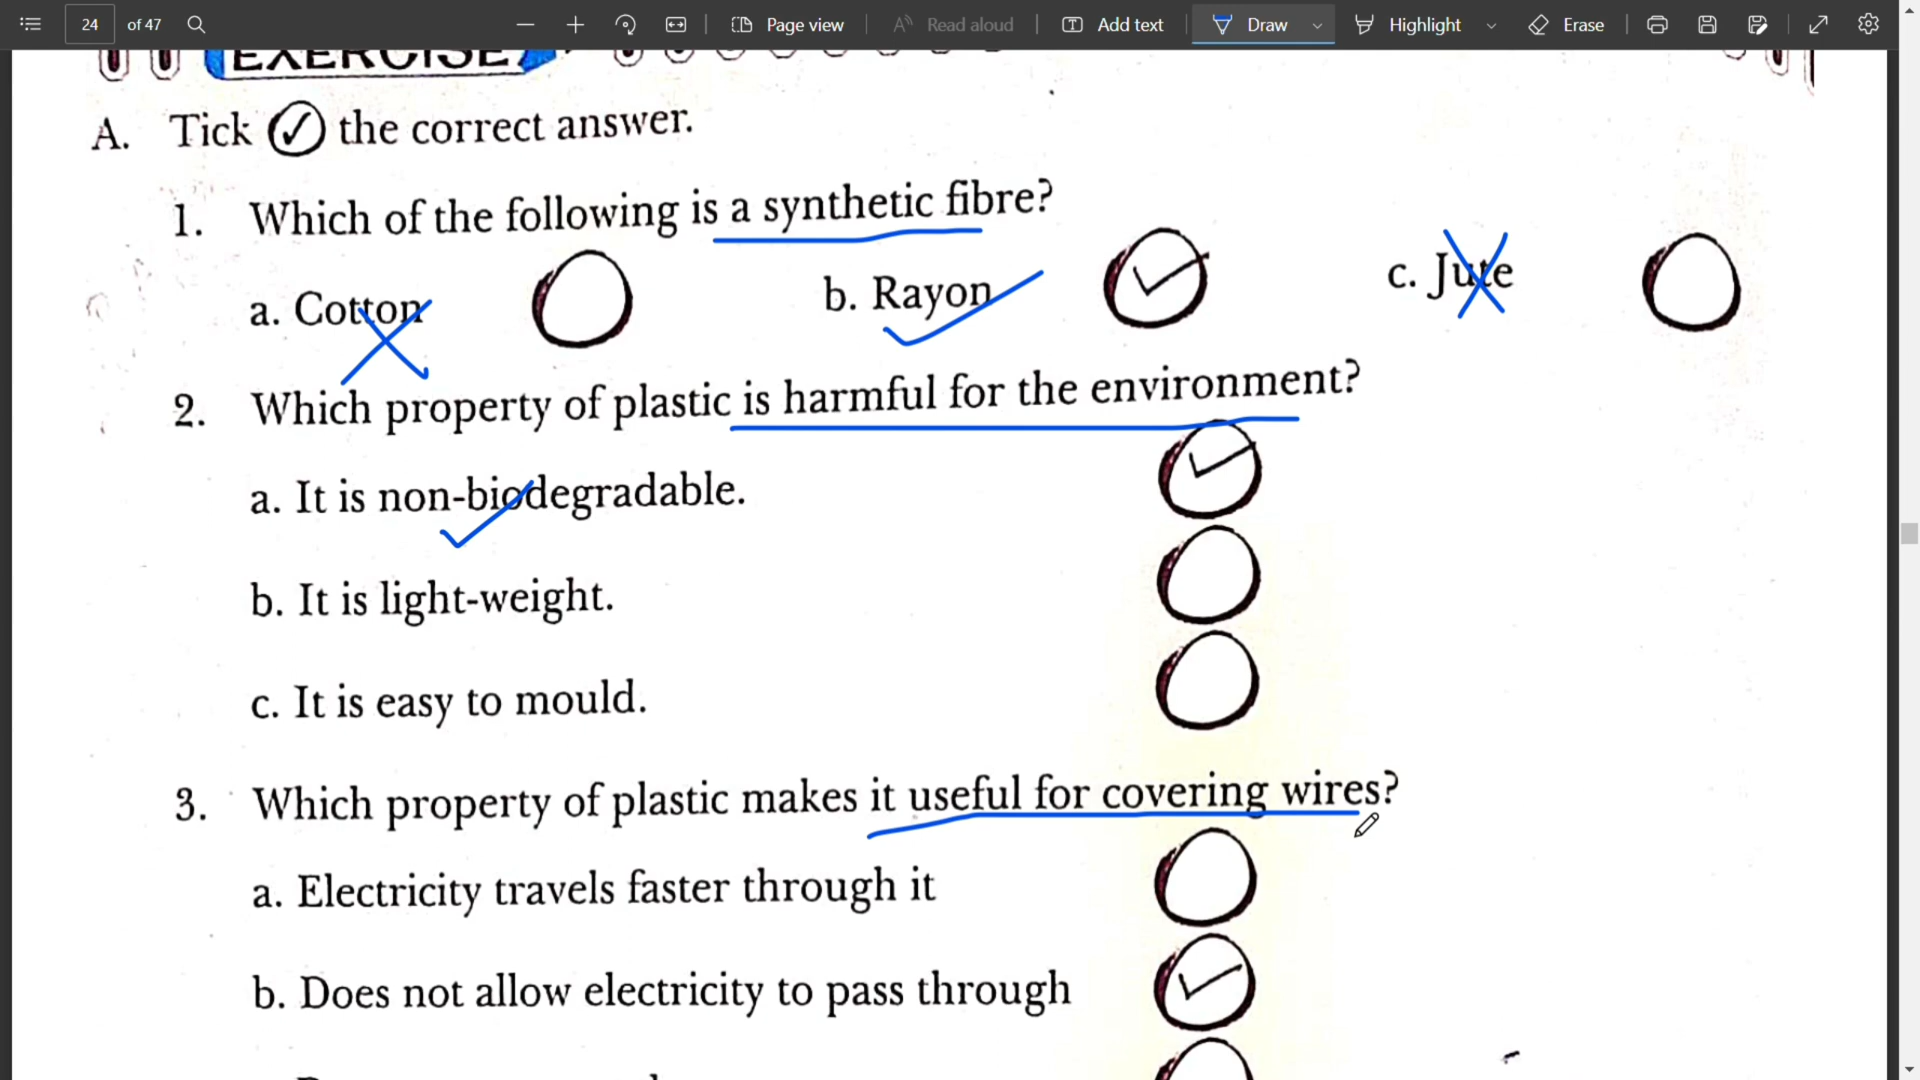 24 of 47 Page view Read aloud Add text Draw Highlight Erase
EXERCISE
A. Tick ✓ the correct answer.
1. Which of the following is a synthetic fibre?
a. Cotton b. Rayon c. Jute
2. Which property of plastic is harmful for the environment?
a. It is non-biodegradable.
b. It is light-weight.
c. It is easy to mould.
3. Which property of plastic makes it useful for covering wires?
a. Electricity travels faster through it
b. Does not allow electricity to pass through